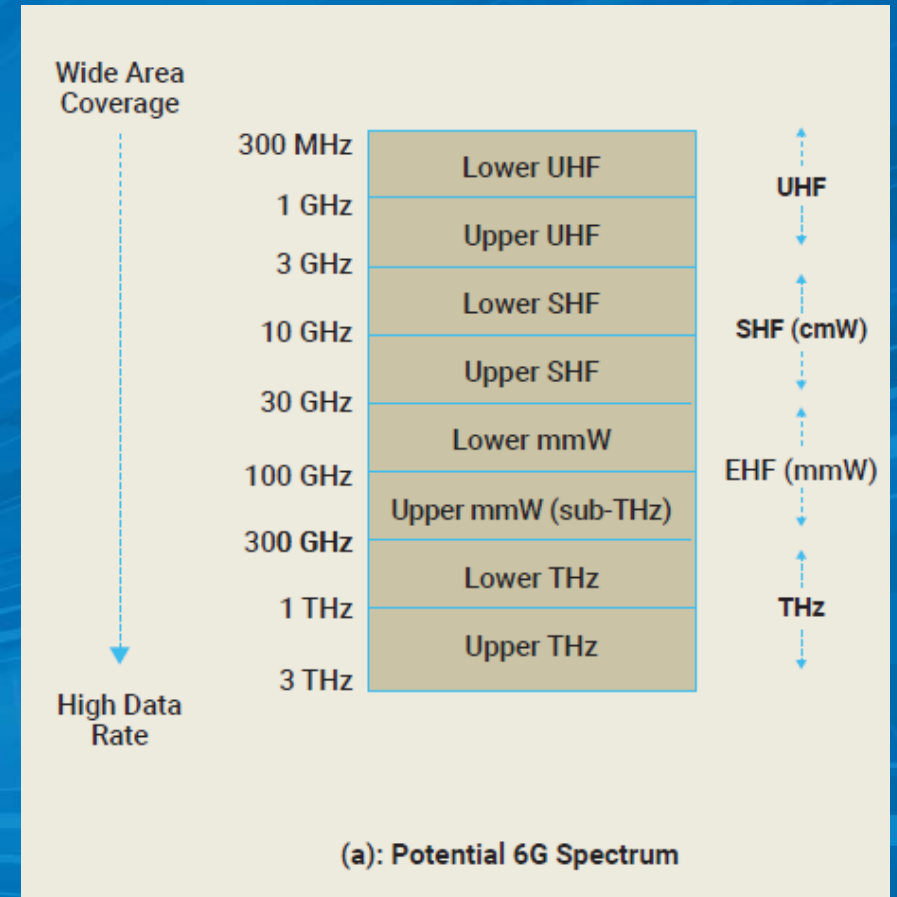 Wide Area
Coverage
300 MHz
Lower UHF
UHF
1 GHz
Upper UHF
3 GHz
Lower SHF
SHF (cmW)
10 GHz
Upper SHF
30 GHz
Lower mmW
EHF (mmW)
100 GHz
Upper mmW (sub-THz)
300 GHz
Lower THz
THz
1 THz
Upper THz
3 THz
High Data
Rate
(a): Potential 6G Spectrum